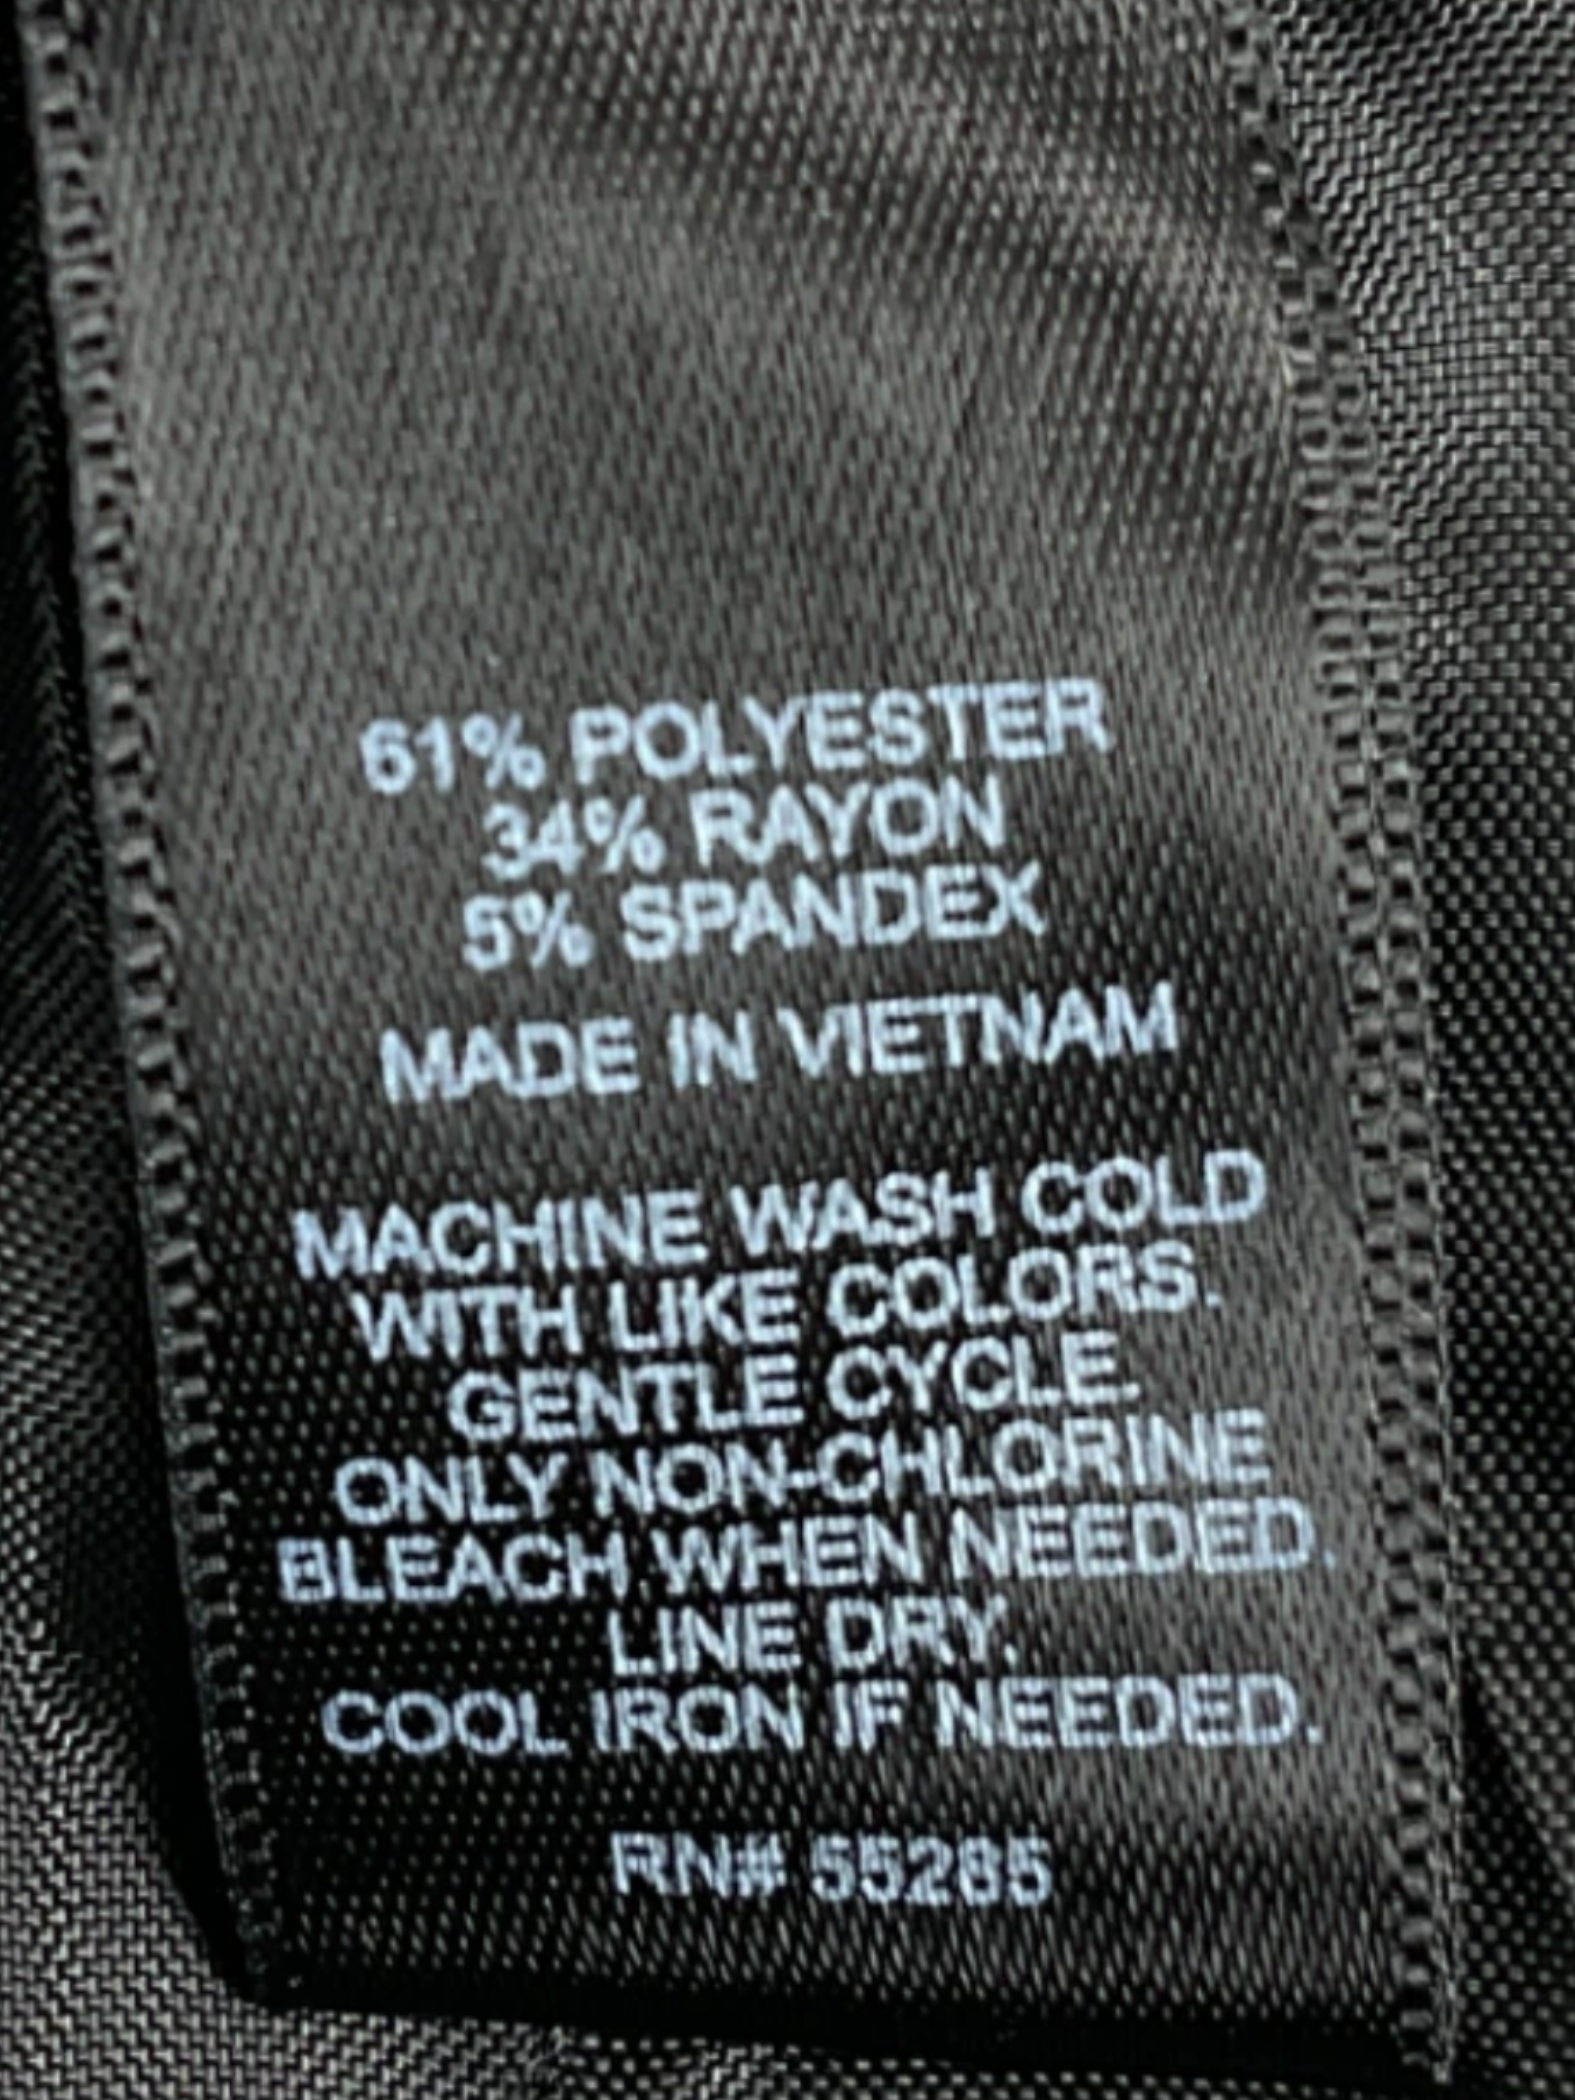 61% POLYESTER
34% RAYON
5% SPANDEX
MADE IN VIETNAM
MACHINE WASH COLD
WITH LIKE COLORS.
GENTLE CYCLE.
ONLY NON-CHLORINE
BLEACH WHEN NEEDED.
LINE DRY.
COOL IRON IF NEEDED.
RN# 55285